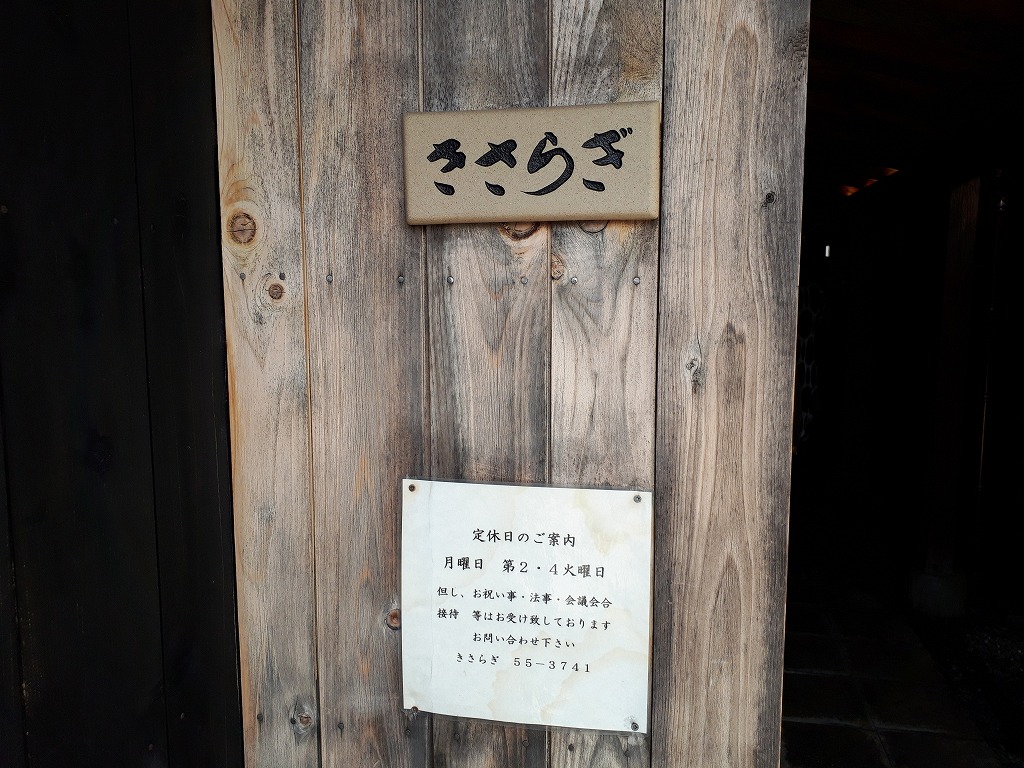 きさらぎ
定休日のご案内
月曜日　第２・４火曜日
但し、お祝い事・法事・会議会合
接待　等はお受け致しております
お問い合わせ下さい
きさらぎ　５５－３７４１